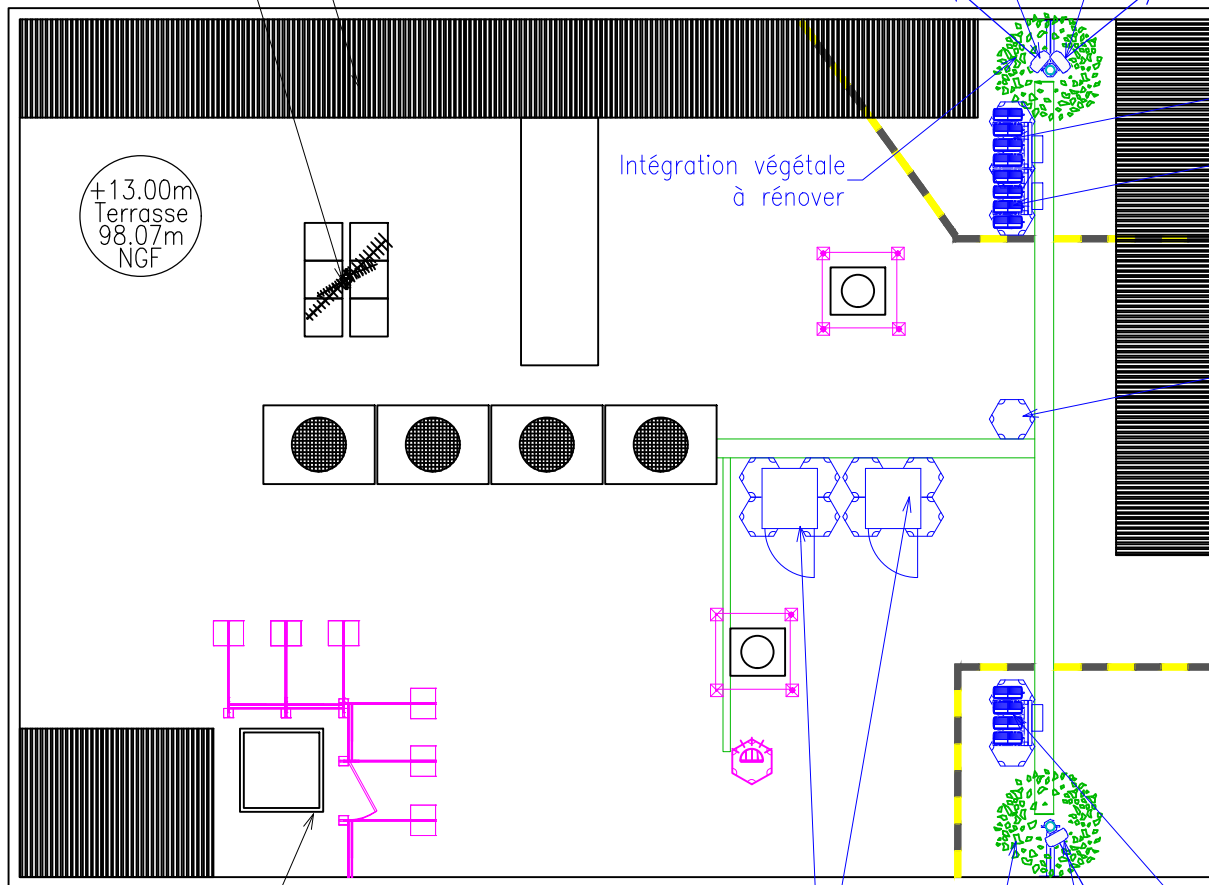 Intégration végétale
à rénover
+13.00m
Terrasse
98.07m
NGF